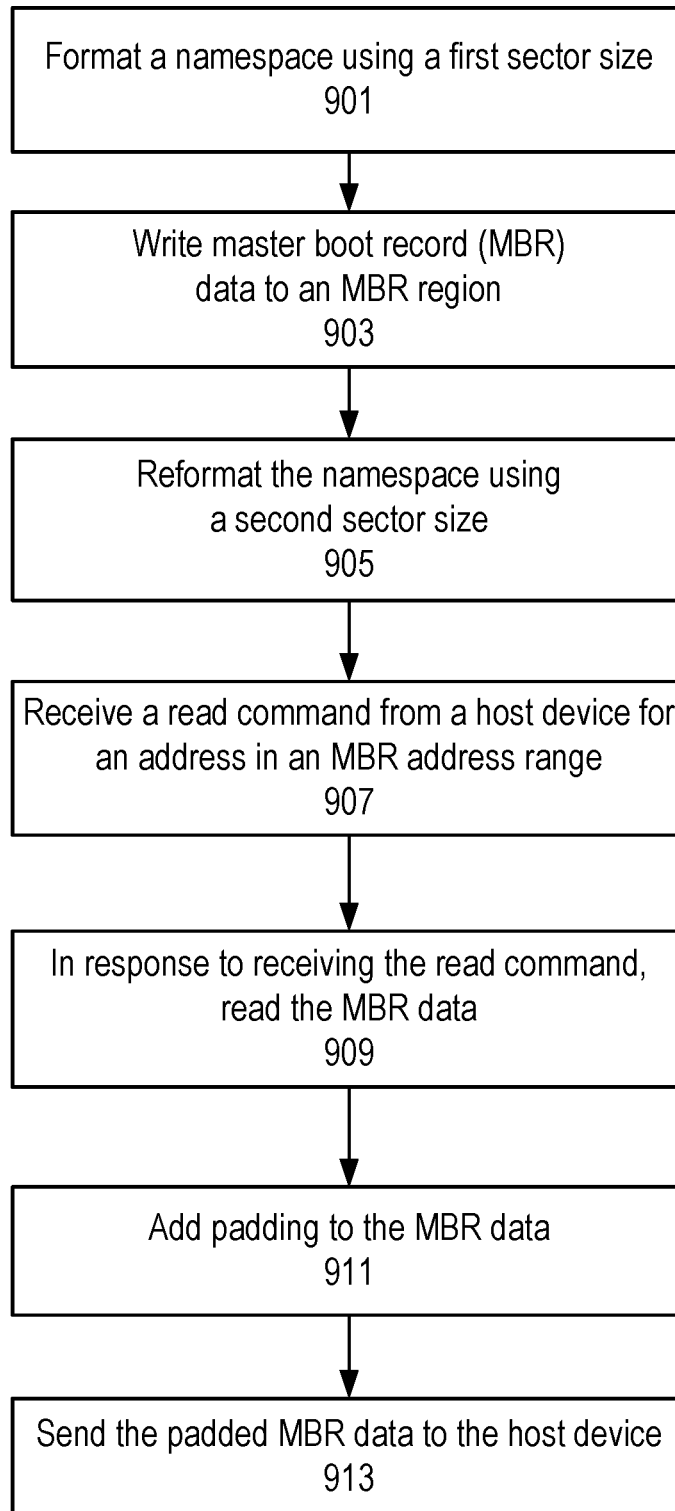 Format a namespace using a first sector size
901
Write master boot record (MBR)
data to an MBR region
903
Reformat the namespace using
a second sector size
905
Receive a read command from a host device for
an address in an MBR address range
907
In response to receiving the read command,
read the MBR data
909
Add padding to the MBR data
911
Send the padded MBR data to the host device
913